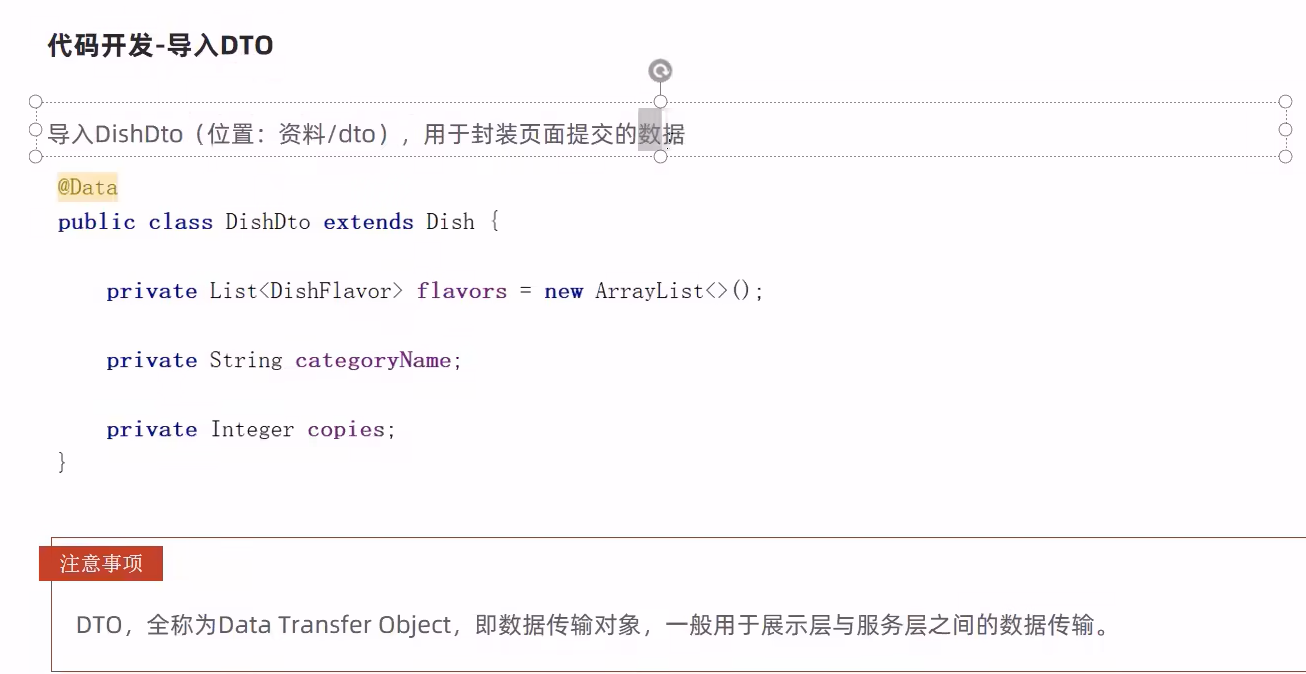 代码开发-导入DTO
导入DishDto（位置：资料/dto），用于封装页面提交的数据
@Data
public class DishDto extends Dish {
    private List<DishFlavor> flavors = new ArrayList<>();
    private String categoryName;
    private Integer copies;
}
注意事项
DTO，全称为Data Transfer Object，即数据传输对象，一般用于展示层与服务层之间的数据传输。